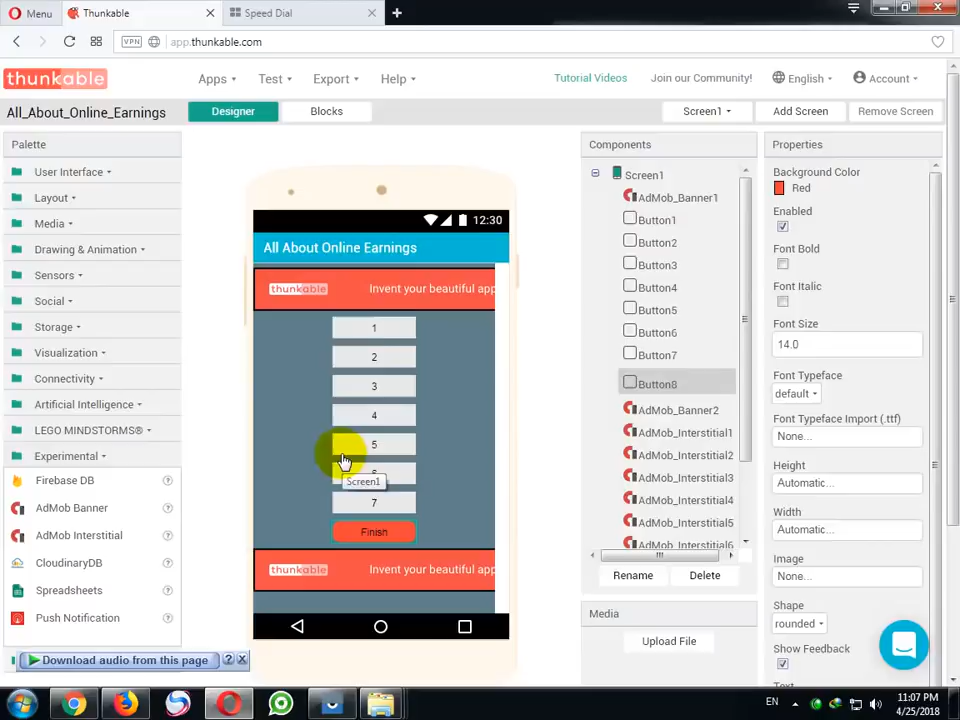 Menu
Thunkable
Speed Dial
VPN
app.thunkable.com
thunkable
Apps
Test
Export
Help
Tutorial Videos
Join our Community!
English
Account
All_About_Online_Earnings
Designer
Blocks
Screen1
Add Screen
Remove Screen
Palette
User Interface
Layout
Media
Drawing & Animation
Sensors
Social
Storage
Visualization
Connectivity
Artificial Intelligence
LEGO MINDSTORMS®
Experimental
Firebase DB
AdMob Banner
AdMob Interstitial
CloudinaryDB
Spreadsheets
Push Notification
Download audio from this page
12:30
All About Online Earnings
thunkable
Invent your beautiful app
1
2
3
4
5
Screen1
7
Finish
thunkable
Invent your beautiful app
Components
Screen1
AdMob_Banner1
Button1
Button2
Button3
Button4
Button5
Button6
Button7
Button8
AdMob_Banner2
AdMob_Interstitial1
AdMob_Interstitial2
AdMob_Interstitial3
AdMob_Interstitial4
AdMob_Interstitial5
AdMob_Interstitial6
Rename
Delete
Media
Upload File
Properties
Background Color
Red
Enabled
Font Bold
Font Italic
Font Size
14.0
Font Typeface
default
Font Typeface Import (.ttf)
None...
Height
Automatic...
Width
Automatic...
Image
None...
Shape
rounded
Show Feedback
Text
EN
11:07 PM
4/25/2018